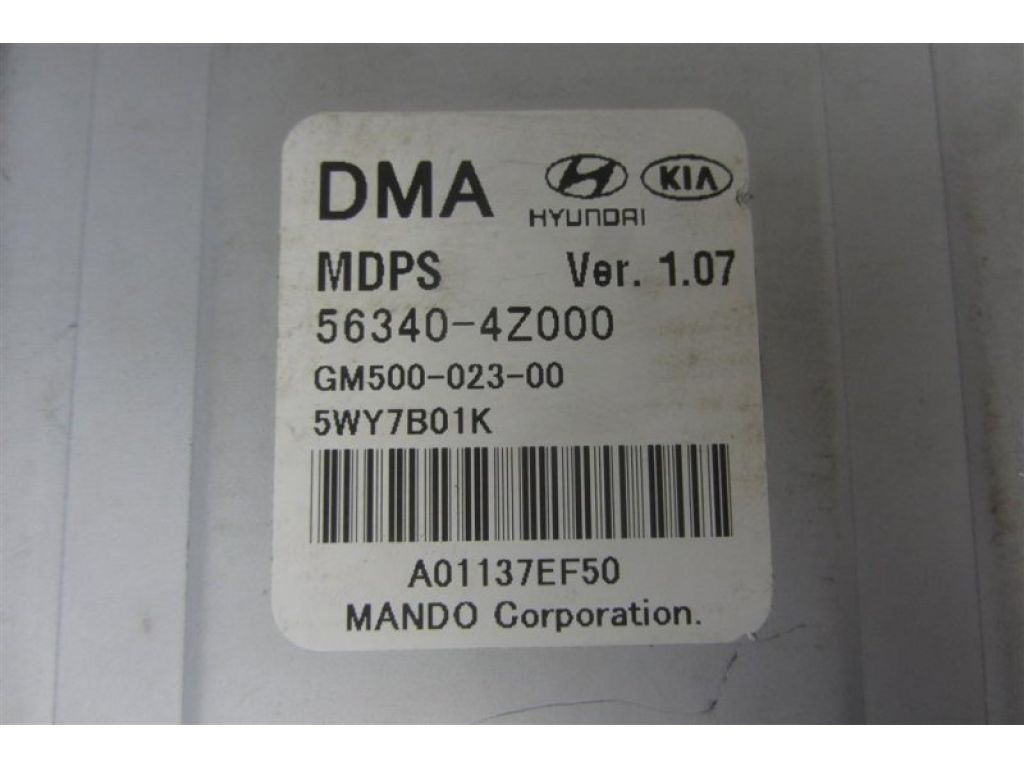 DMA
HYUNDAI KIA
MDPS Ver. 1.07
56340-4Z000
GM500-023-00
5WY7B01K
A01137EF50
MANDO Corporation.